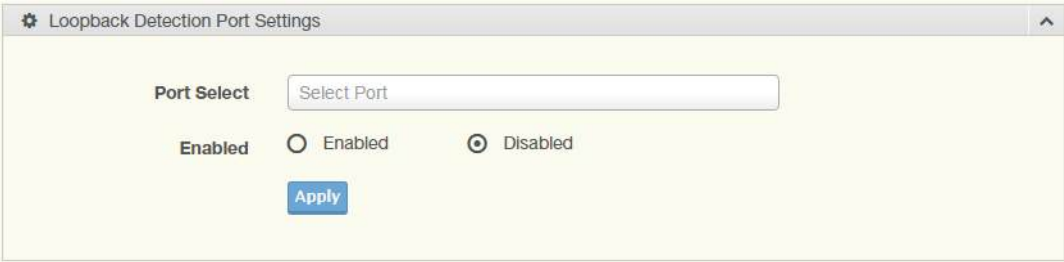 Loopback Detection Port Settings
Port Select Select Port
Enabled Enabled Disabled
Apply